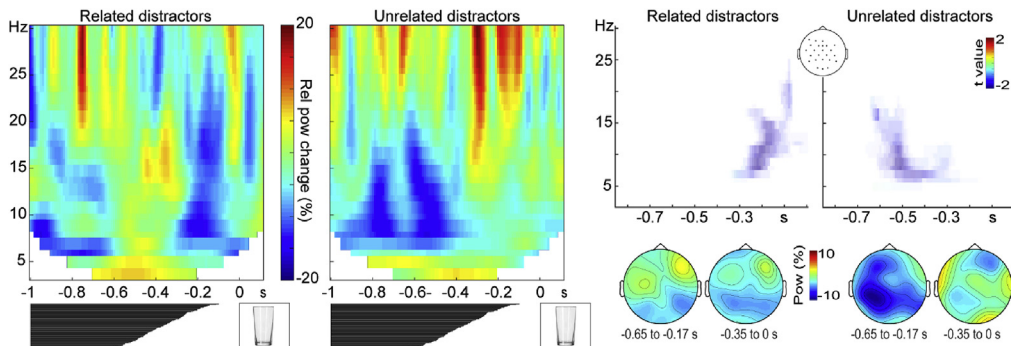 Related distractors
Hz
25
20
15
10
5
-1 -0.8 -0.6 -0.4 -0.2 0 s
20
Rel pow change (%)
-20
Unrelated distractors
-1 -0.8 -0.6 -0.4 -0.2 0 s
Related distractors
Hz
25
15
5
-0.7 -0.5 -0.3 s
Unrelated distractors
2
t value
-2
-0.7 -0.5 -0.3 s
-0.65 to -0.17 s
-0.35 to 0 s
10
Pow (%)
-10
-0.65 to -0.17 s
-0.35 to 0 s